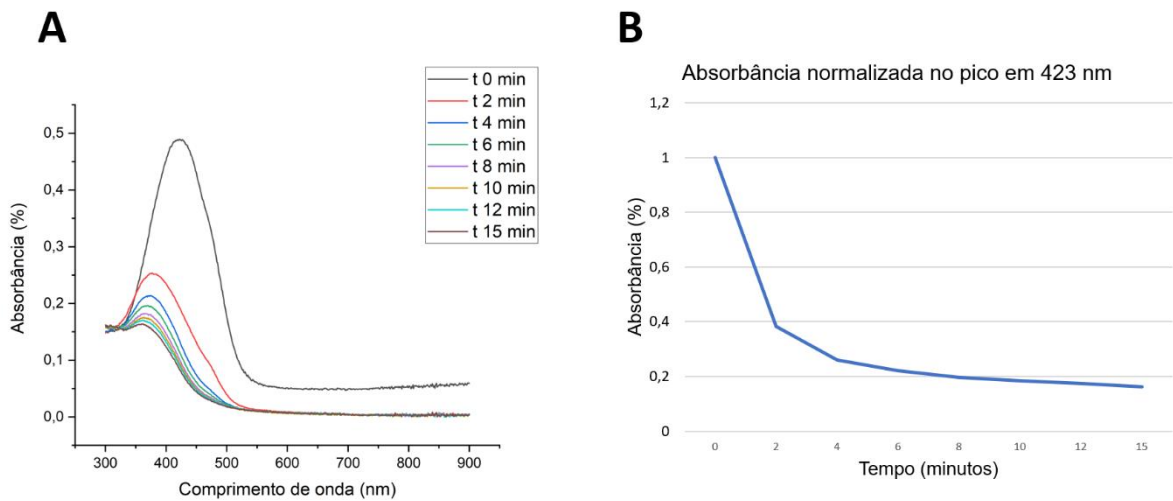 A
t 0 min
t 2 min
t 4 min
t 6 min
t 8 min
t 10 min
t 12 min
t 15 min
0,5
0,4
0,3
0,2
0,1
0,0
Absorbância (%)
300 400 500 600 700 800 900
Comprimento de onda (nm)
B
Absorbância normalizada no pico em 423 nm
1,2
1
0,8
0,6
0,4
0,2
0
Absorbância (%)
0 2 4 6 8 10 12 15
Tempo (minutos)